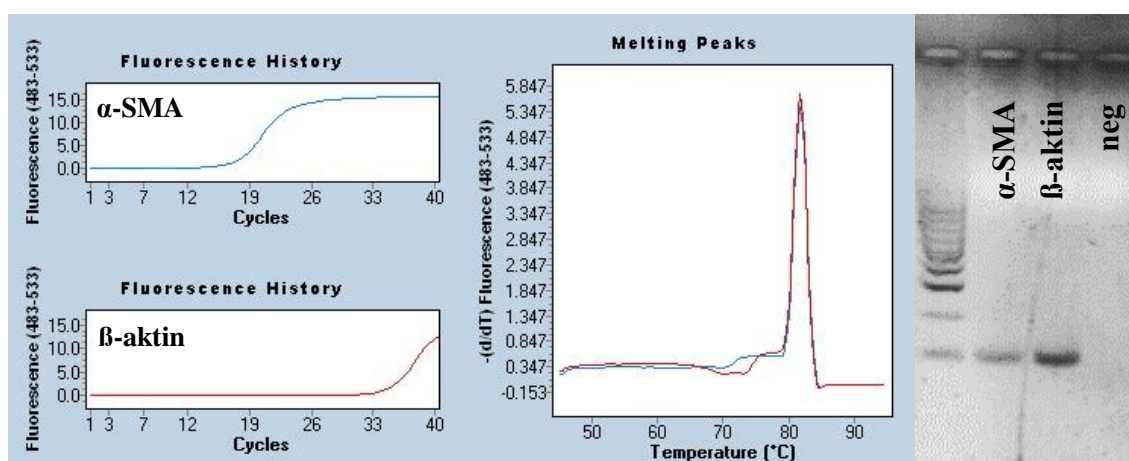 Fluorescence History
Fluorescence (483-533)
α-SMA
15.0
10.0
5.0
0.0
1 3 7 12 19 26 33 40
Cycles
Fluorescence History
Fluorescence (483-533)
ß-aktin
15.0
10.0
5.0
0.0
1 3 7 12 19 26 33 40
Cycles
Melting Peaks
-(d/dT) Fluorescence (483-533)
5.847
5.347
4.847
4.347
3.847
3.347
2.847
2.347
1.847
1.347
0.847
0.347
-0.153
50 60 70 80 90
Temperature (°C)
α-SMA
ß-aktin
neg